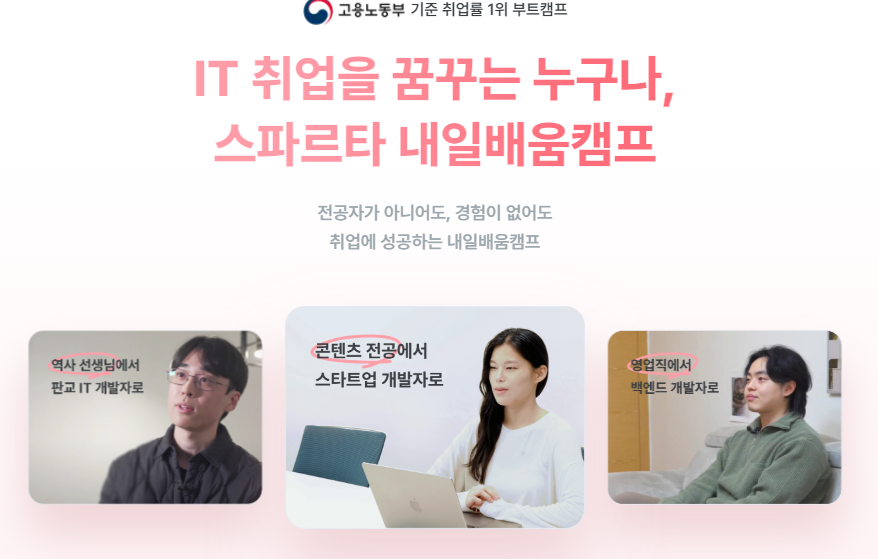 고용노동부 기준 취업률 1위 부트캠프
IT 취업을 꿈꾸는 누구나,
스파르타 내일배움캠프
전공자가 아니어도, 경험이 없어도
취업에 성공하는 내일배움캠프
역사 선생님에서
판교 IT 개발자로
콘텐츠 전공에서
스타트업 개발자로
영업직에서
백엔드 개발자로